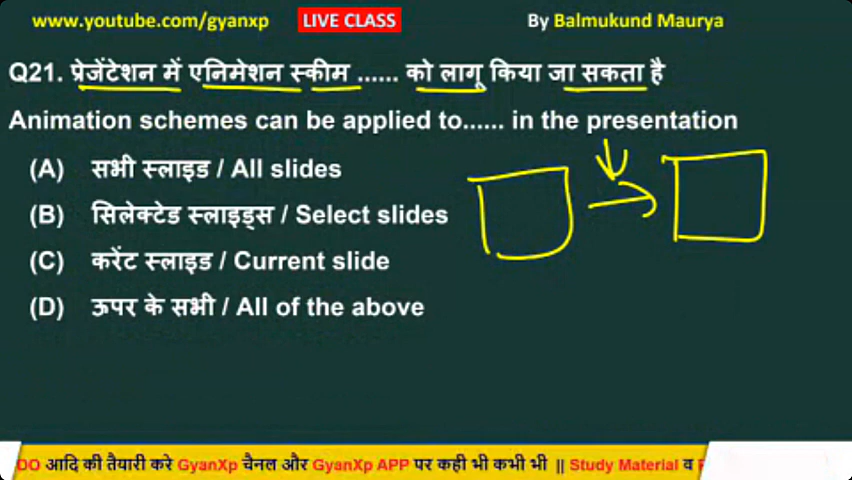 www.youtube.com/gyanxp LIVE CLASS By Balmukund Maurya
Q21. प्रेजेंटेशन में एनिमेशन स्कीम ...... को लागू किया जा सकता है
Animation schemes can be applied to...... in the presentation
(A) सभी स्लाइड / All slides
(B) सिलेक्टेड स्लाइड्स / Select slides
(C) करेंट स्लाइड / Current slide
(D) ऊपर के सभी / All of the above
DO आदि की तैयारी करे GyanXp चैनल और GyanXp APP पर कही भी कभी भी || Study Material व